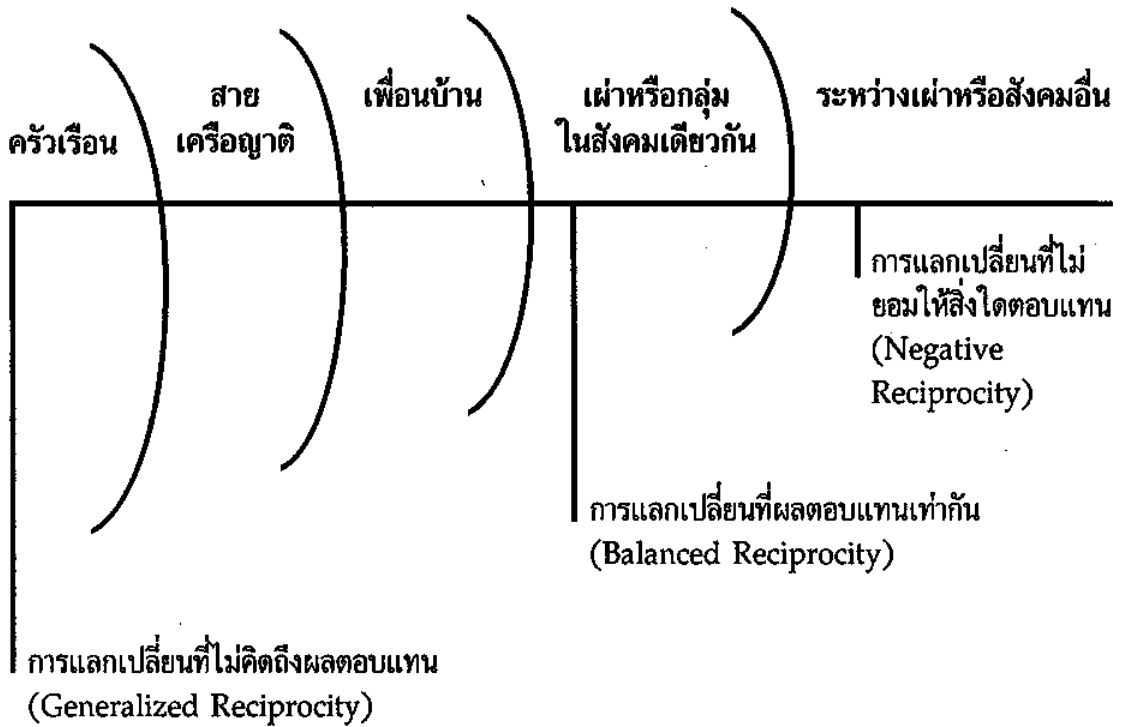 ครัวเรือน
สาย
เครือญาติ
เพื่อนบ้าน
เผ่าหรือกลุ่ม
ในสังคมเดียวกัน
ระหว่างเผ่าหรือสังคมอื่น
การแลกเปลี่ยนที่ไม่
ยอมให้สิ่งใดตอบแทน
(Negative
Reciprocity)
การแลกเปลี่ยนที่ผลตอบแทนเท่ากัน
(Balanced Reciprocity)
การแลกเปลี่ยนที่ไม่คิดถึงผลตอบแทน
(Generalized Reciprocity)